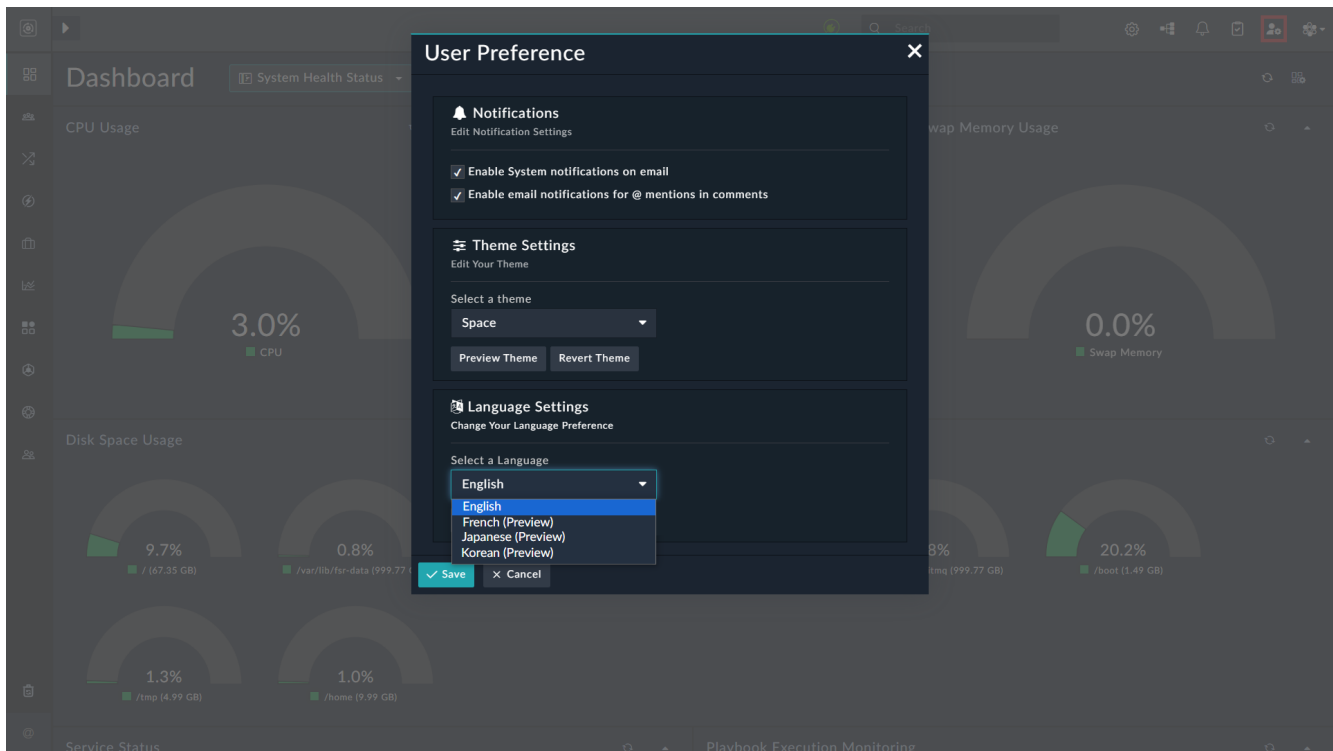 Search
User Preference
Dashboard
System Health Status
Notifications
Edit Notification Settings
CPU Usage
wap Memory Usage
Enable System notifications on email
Enable email notifications for @ mentions in comments
Theme Settings
Edit Your Theme
Select a theme
Space
3.0%
CPU
0.0%
Swap Memory
Preview Theme
Revert Theme
Language Settings
Change Your Language Preference
Disk Space Usage
Select a Language
English
English
French (Preview)
Japanese (Preview)
Korean (Preview)
9.7%
/ (67.35 GB)
0.8%
/var/lib/fsr-data (999.77
8%
itmq (999.77 GB)
20.2%
/boot (1.49 GB)
Save
Cancel
1.3%
/tmp (4.99 GB)
1.0%
/home (9.99 GB)
Service Status
Playbook Execution Monitoring